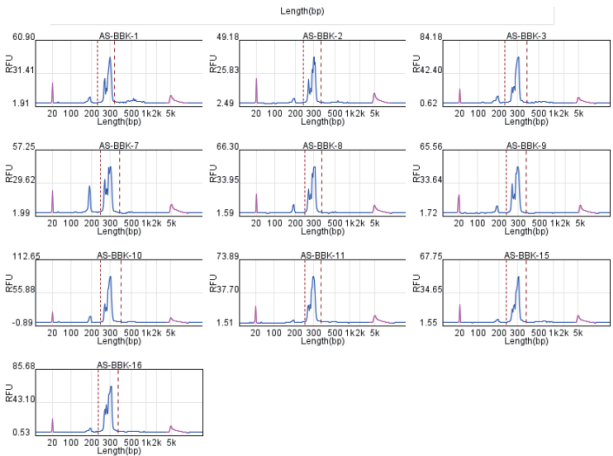 Length(bp)
AS-BBK-1 AS-BBK-2 AS-BBK-3
60.90 49.18 84.18
RFU RFU RFU
31.41 25.83 42.40
1.91 2.49 0.62
20 100 200 300 500 1k2k 5k 20 100 200 300 500 1k2k 5k 20 100 200 300 500 1k2k 5k
Length(bp) Length(bp) Length(bp)
AS-BBK-7 AS-BBK-8 AS-BBK-9
57.25 66.30 65.56
RFU RFU RFU
29.62 33.95 33.64
1.99 1.59 1.72
20 100 200 300 500 1k2k 5k 20 100 200 300 500 1k2k 5k 20 100 200 300 500 1k2k 5k
Length(bp) Length(bp) Length(bp)
AS-BBK-10 AS-BBK-11 AS-BBK-15
112.65 73.89 67.75
RFU RFU RFU
55.88 37.70 34.65
-0.89 1.51 1.55
20 100 200 300 500 1k2k 5k 20 100 200 300 500 1k2k 5k 20 100 200 300 500 1k2k 5k
Length(bp) Length(bp) Length(bp)
AS-BBK-16
85.68
RFU
43.10
0.53
20 100 200 300 500 1k2k 5k
Length(bp)